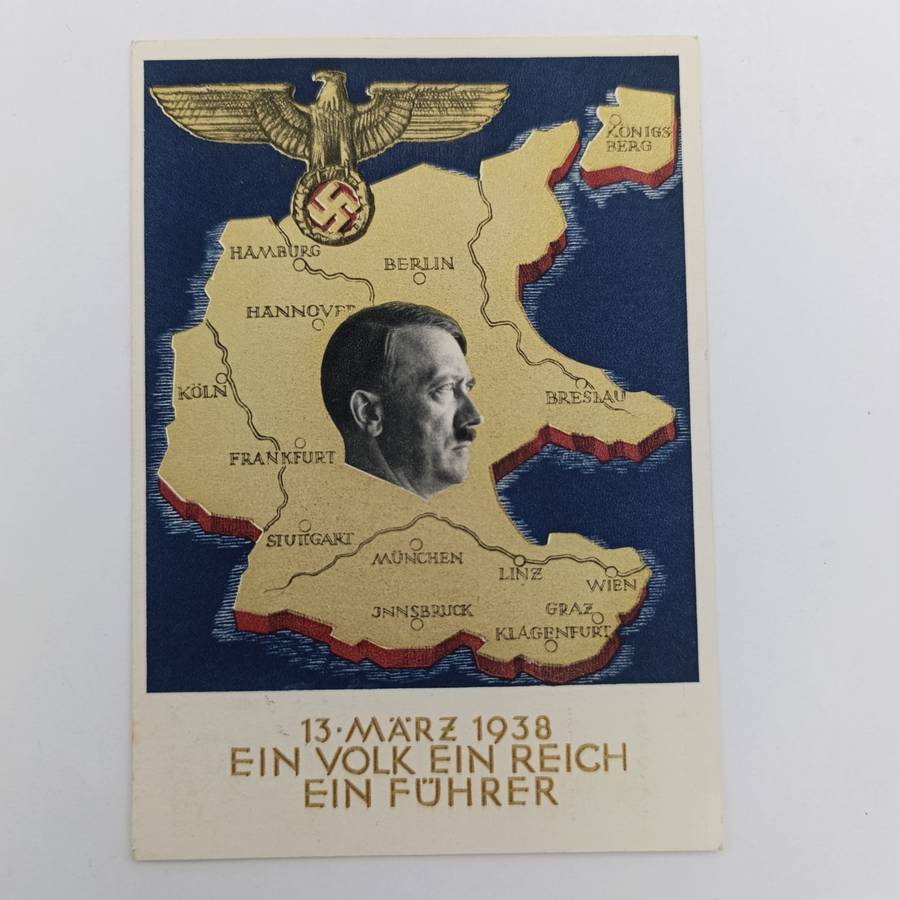 KÖNIGS
BERG
HAMBURG
BERLIN
HANNOVER
KÖLN
BRESLAU
FRANKFURT
STUTTGART
MÜNCHEN
LINZ
WIEN
JNNSBRUCK
GRAZ
KLAGENFURT
13·MÄRZ 1938
EIN VOLK EIN REICH
EIN FÜHRER